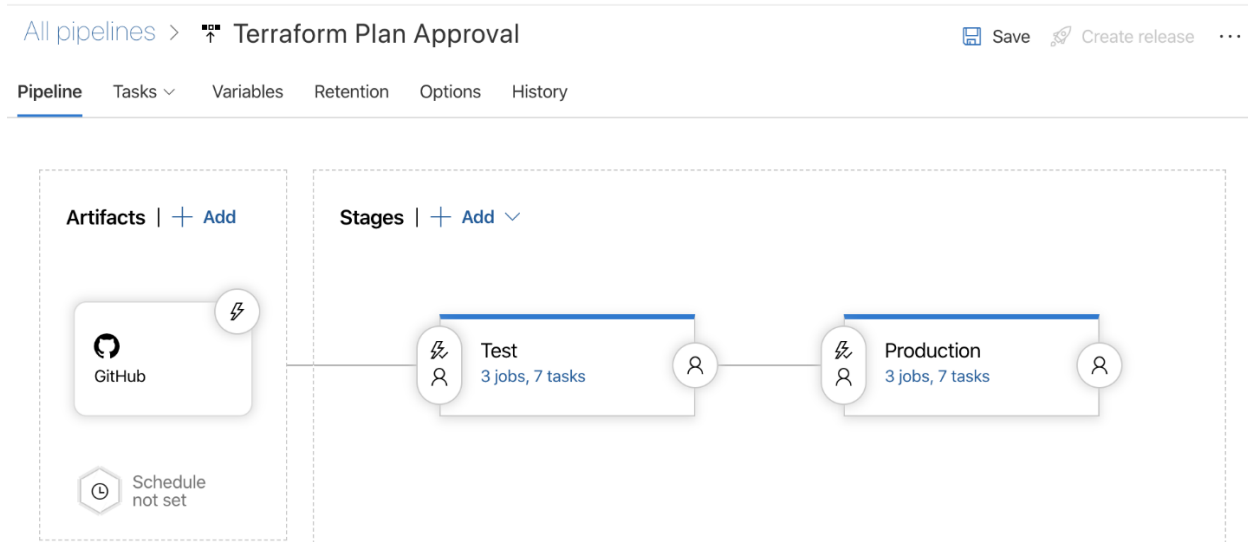 All pipelines > Terraform Plan Approval
Save Create release ...
Pipeline Tasks Variables Retention Options History
Artifacts | + Add
Stages | + Add
GitHub
Schedule
not set
Test
3 jobs, 7 tasks
Production
3 jobs, 7 tasks